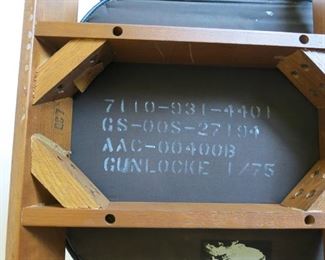 7110-931-4401
GS-00S-27194
AAC-00400B
GUNLOCKE 1/75